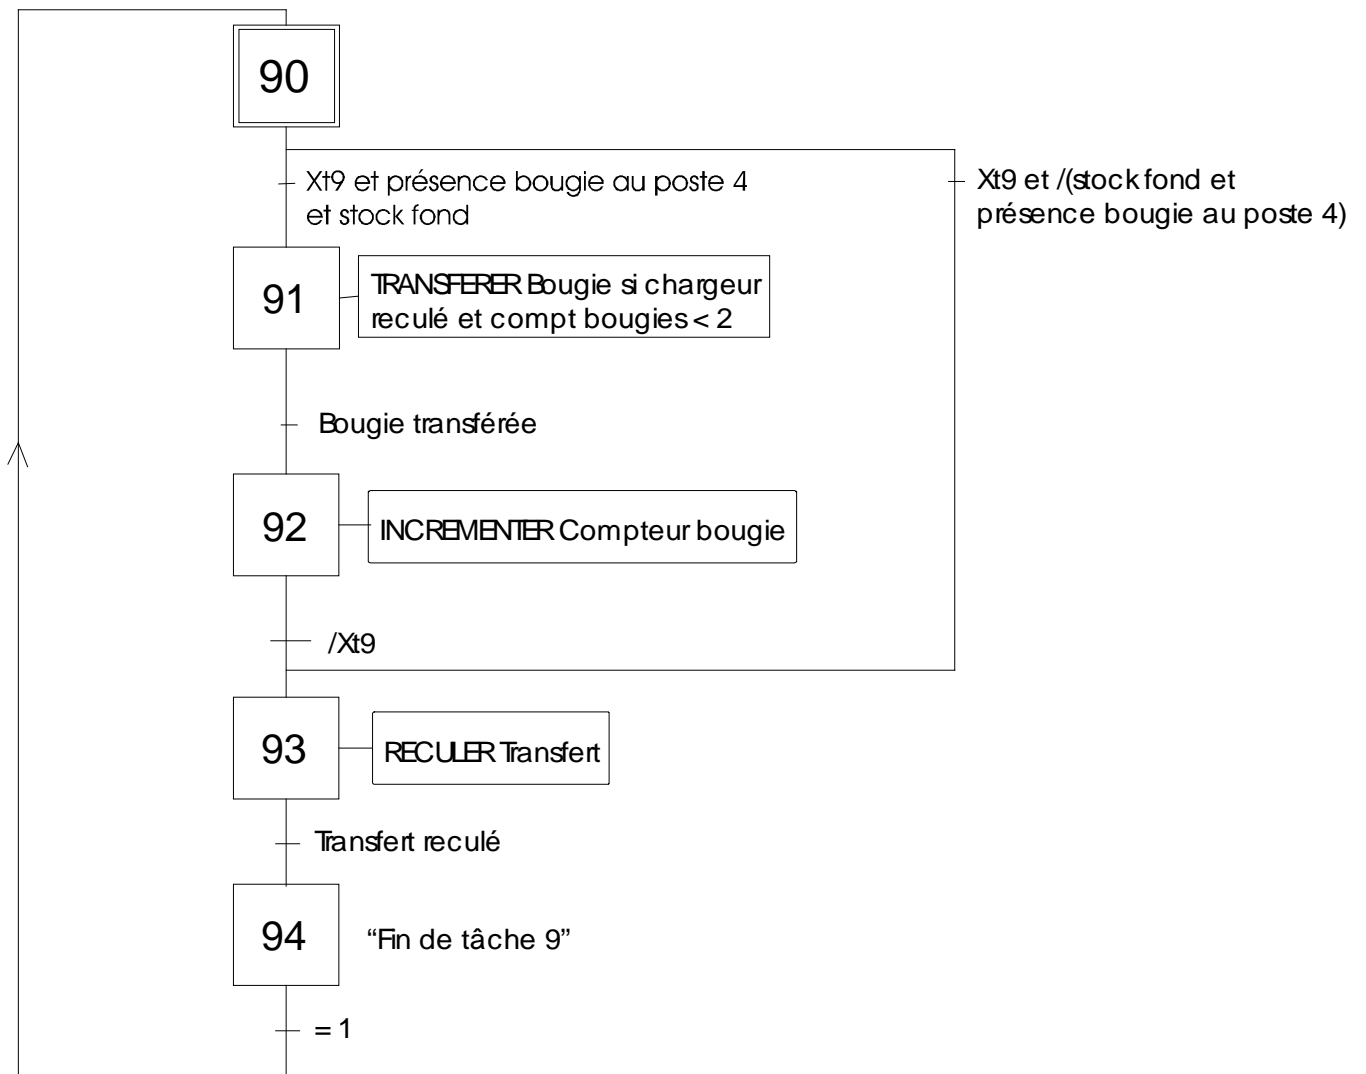 90
Xt9 et présence bougie au poste 4
et stock fond
Xt9 et /(stock fond et
présence bougie au poste 4)
91
TRANSFERER Bougie si chargeur
reculé et compt bougies < 2
Bougie transférée
92
INCREMENTER Compteur bougie
/Xt9
93
RECULER Transfert
Transfert reculé
94
“Fin de tâche 9”
= 1